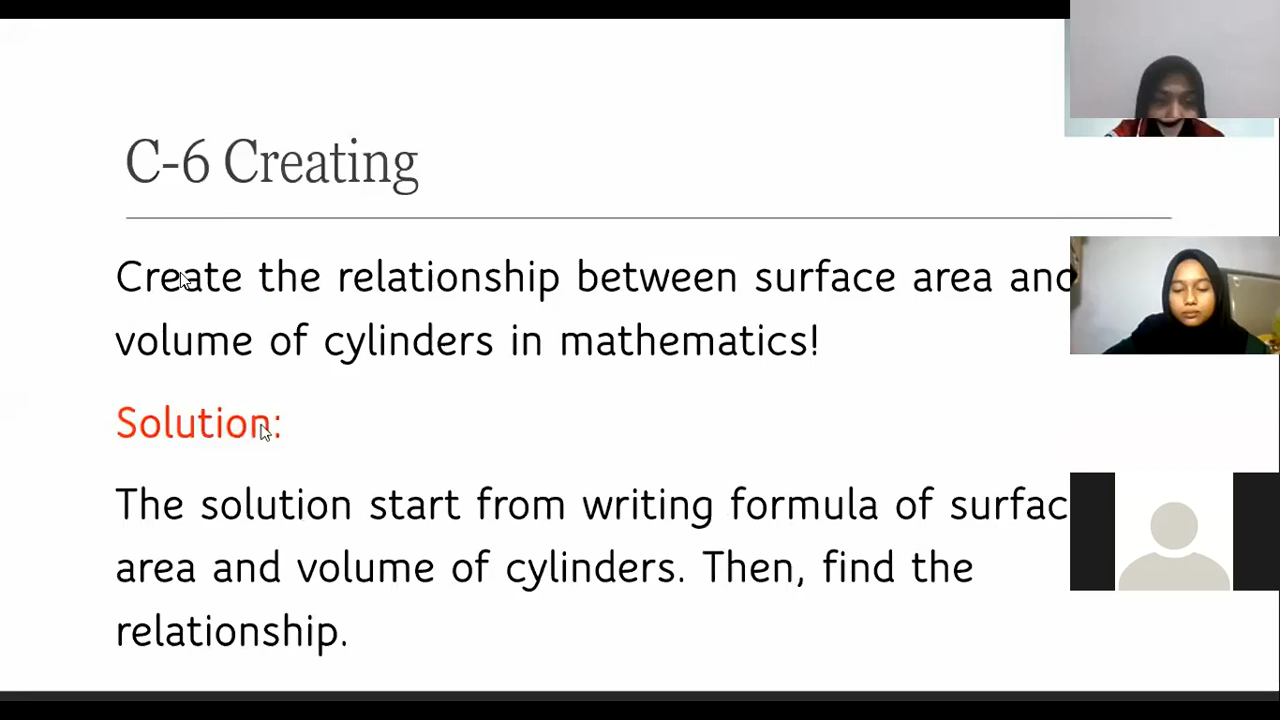 C-6 Creating
Create the relationship between surface area and
volume of cylinders in mathematics!
Solution:
The solution start from writing formula of surfac
area and volume of cylinders. Then, find the
relationship.